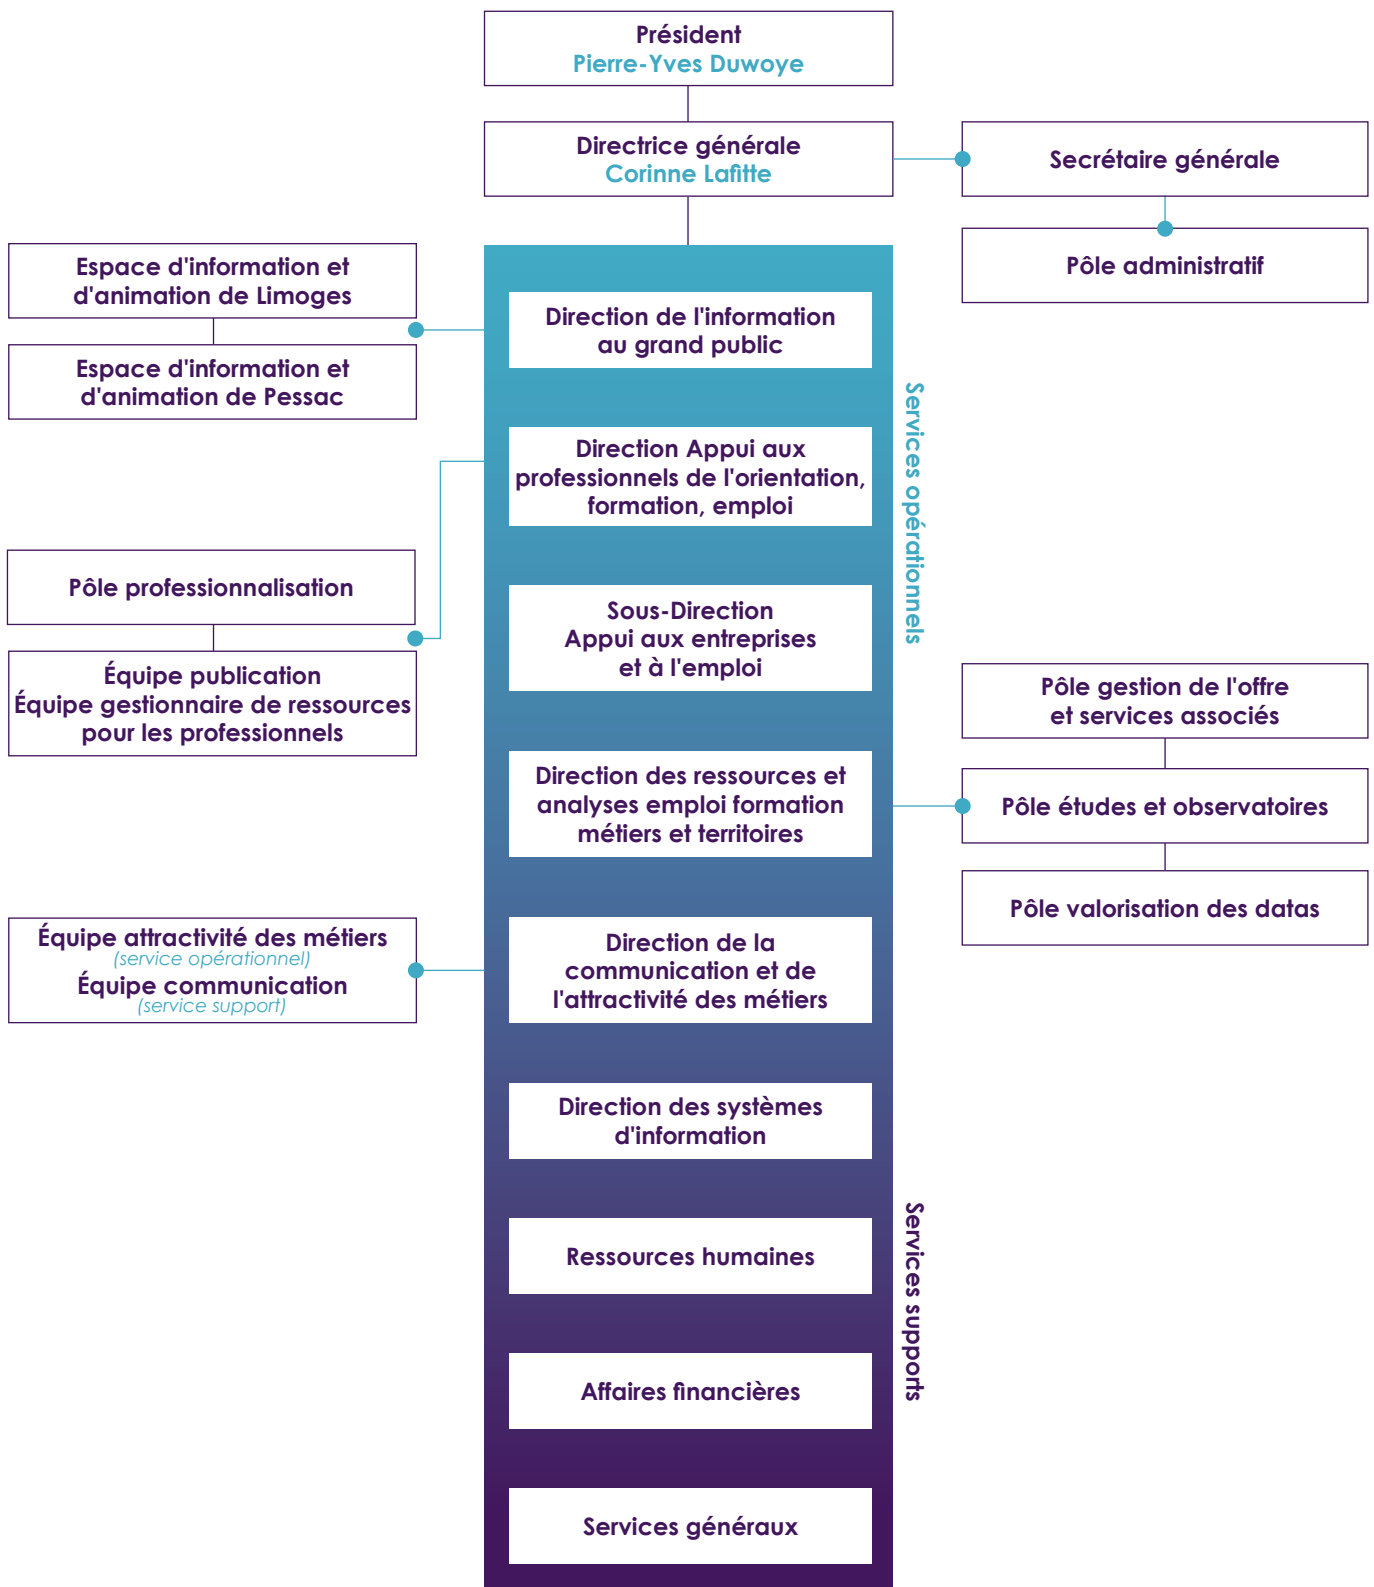 Président
Pierre-Yves Duwoye
Directrice générale
Corinne Lafitte
Secrétaire générale
Pôle administratif
Espace d'information et
d'animation de Limoges
Espace d'information et
d'animation de Pessac
Direction de l'information
au grand public
Direction Appui aux
professionnels de l'orientation,
formation, emploi
Services opérationnels
Pôle professionnalisation
Équipe publication
Équipe gestionnaire de ressources
pour les professionnels
Sous-Direction
Appui aux entreprises
et à l'emploi
Pôle gestion de l'offre
et services associés
Direction des ressources et
analyses emploi formation
métiers et territoires
Pôle études et observatoires
Pôle valorisation des datas
Équipe attractivité des métiers
(service opérationnel)
Équipe communication
(service support)
Direction de la
communication et de
l'attractivité des métiers
Direction des systèmes
d'information
Ressources humaines
Services supports
Affaires financières
Services généraux